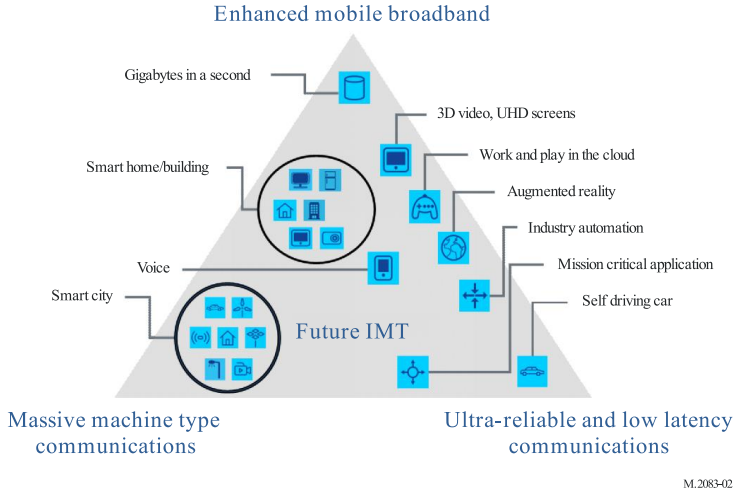 Enhanced mobile broadband
Gigabytes in a second
3D video, UHD screens
Smart home/building
Work and play in the cloud
Augmented reality
Industry automation
Voice
Mission critical application
Smart city
Self driving car
Future IMT
Massive machine type
communications
Ultra-reliable and low latency
communications
M.2083-02